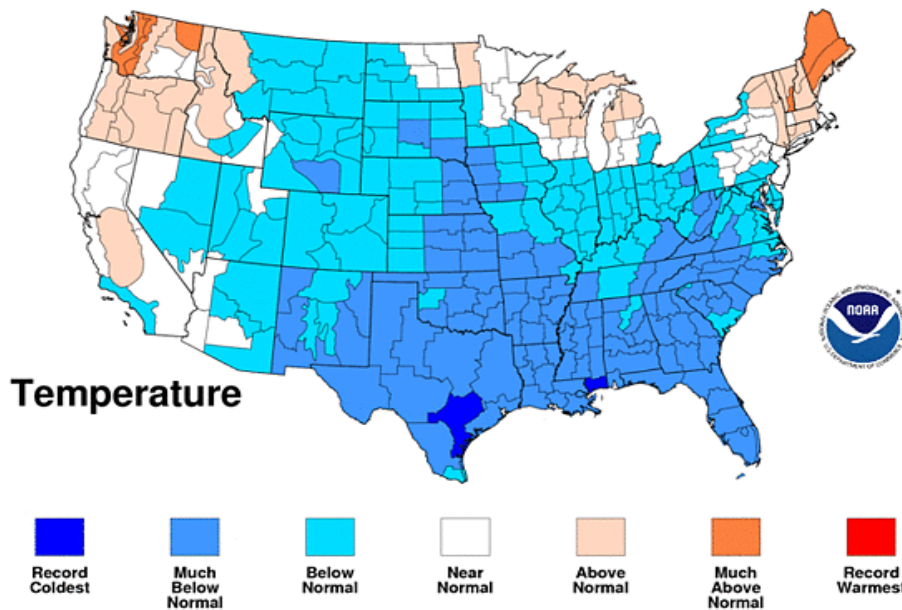 NOAA
Temperature
Record
Coldest
Much
Below
Normal
Below
Normal
Near
Normal
Above
Normal
Much
Above
Normal
Record
Warmest